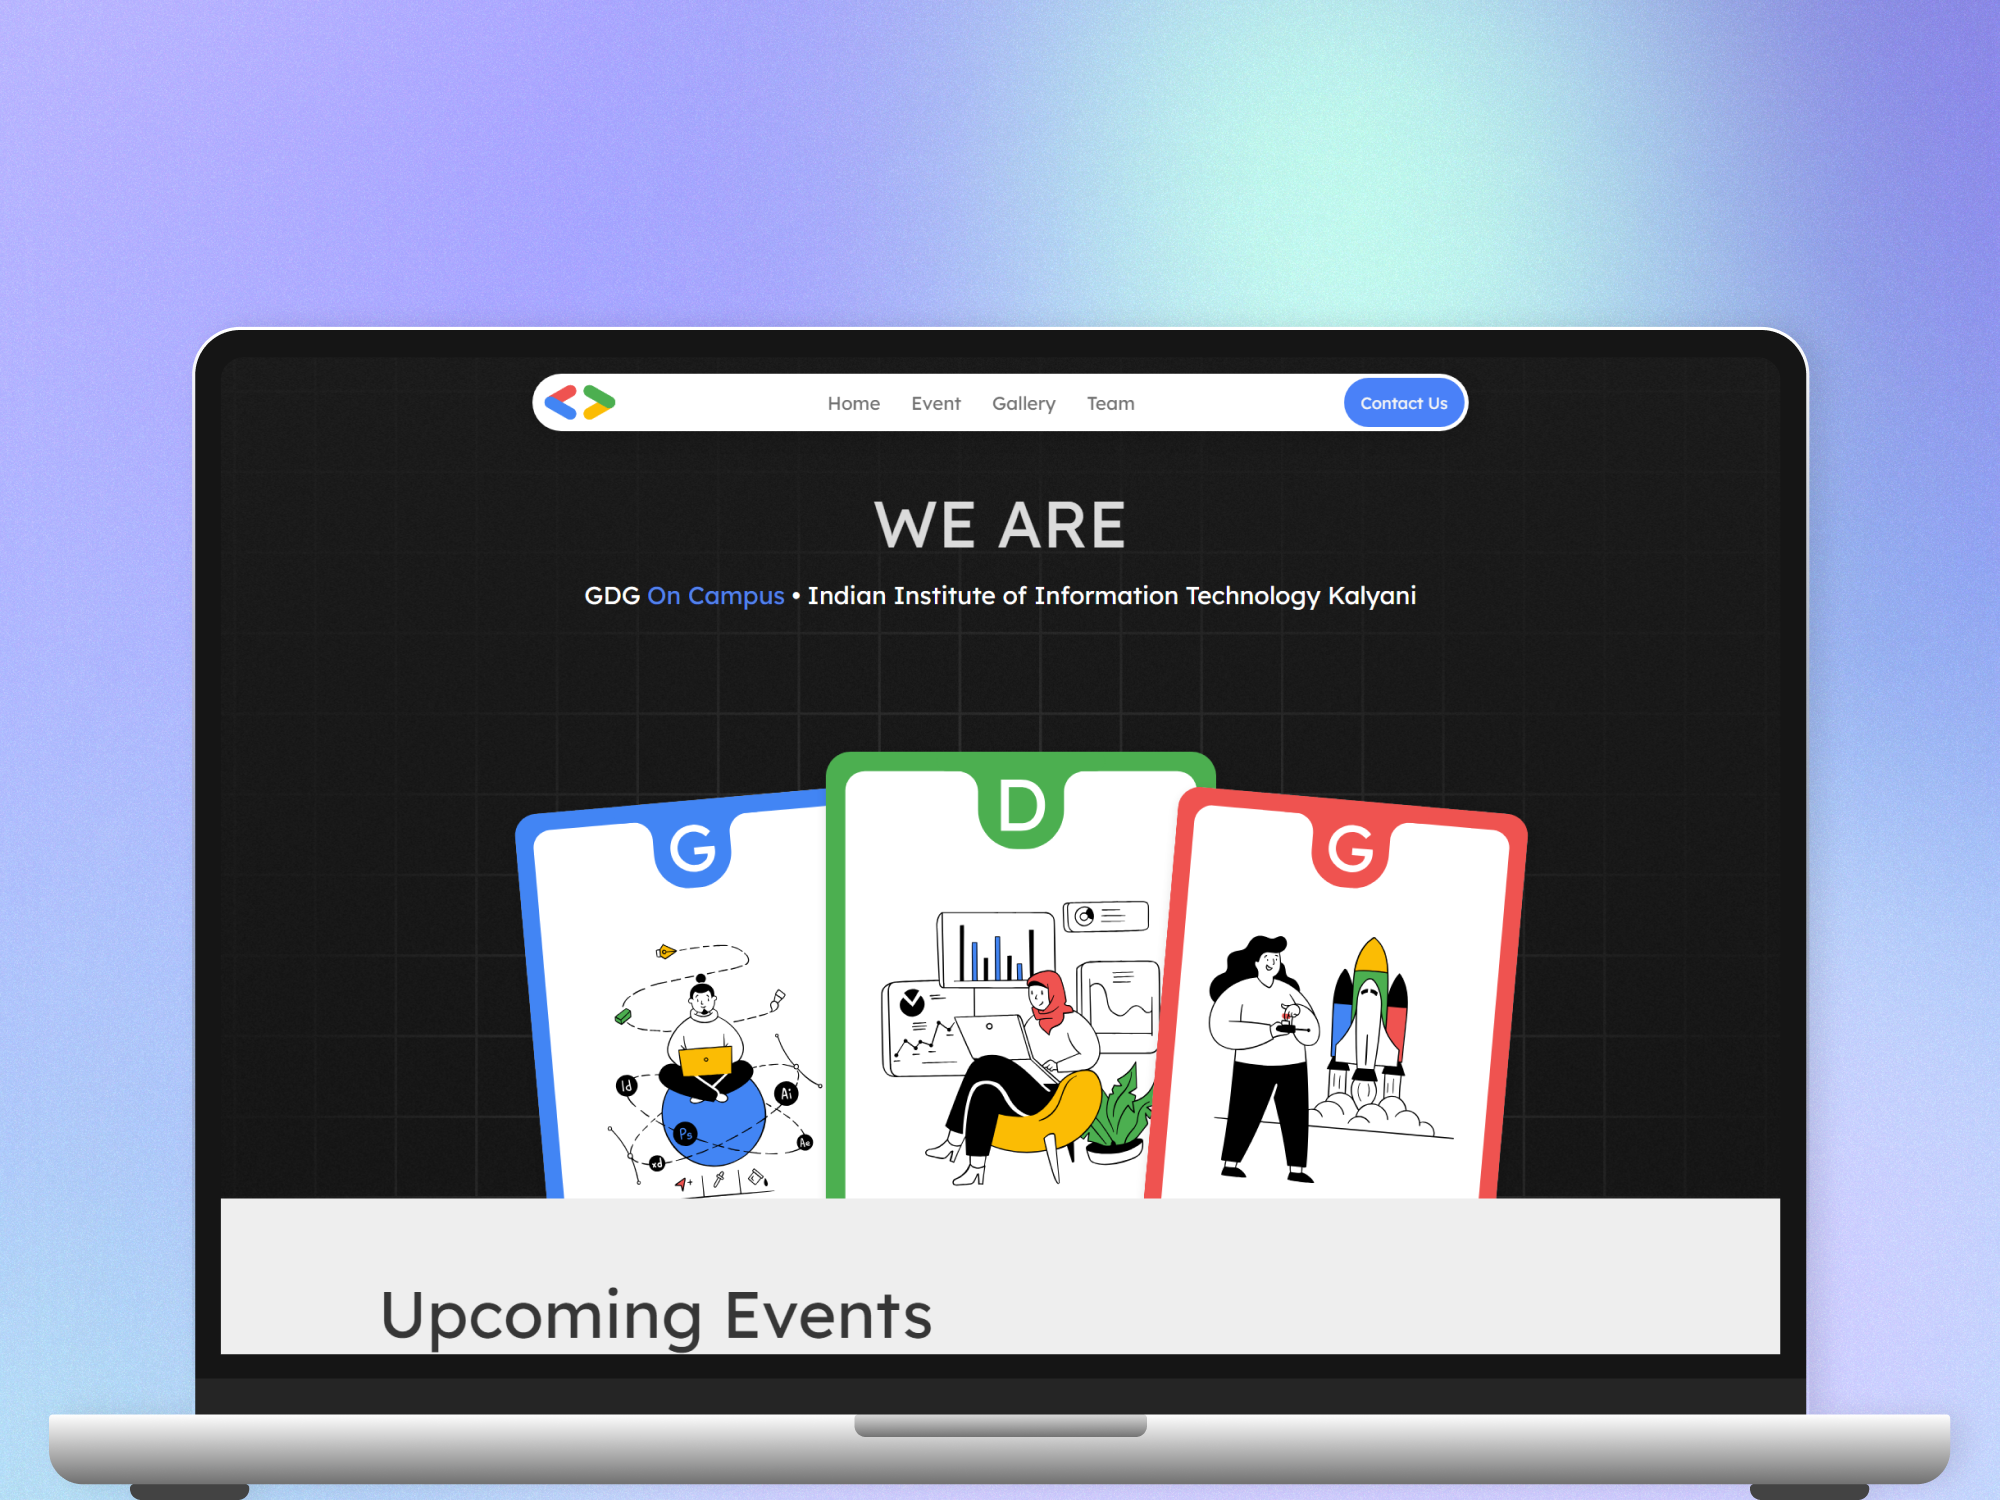 Home Event Gallery Team Contact Us
WE ARE
GDG On Campus • Indian Institute of Information Technology Kalyani
G D G
Id Ai
Ps Ae
xd
Upcoming Events